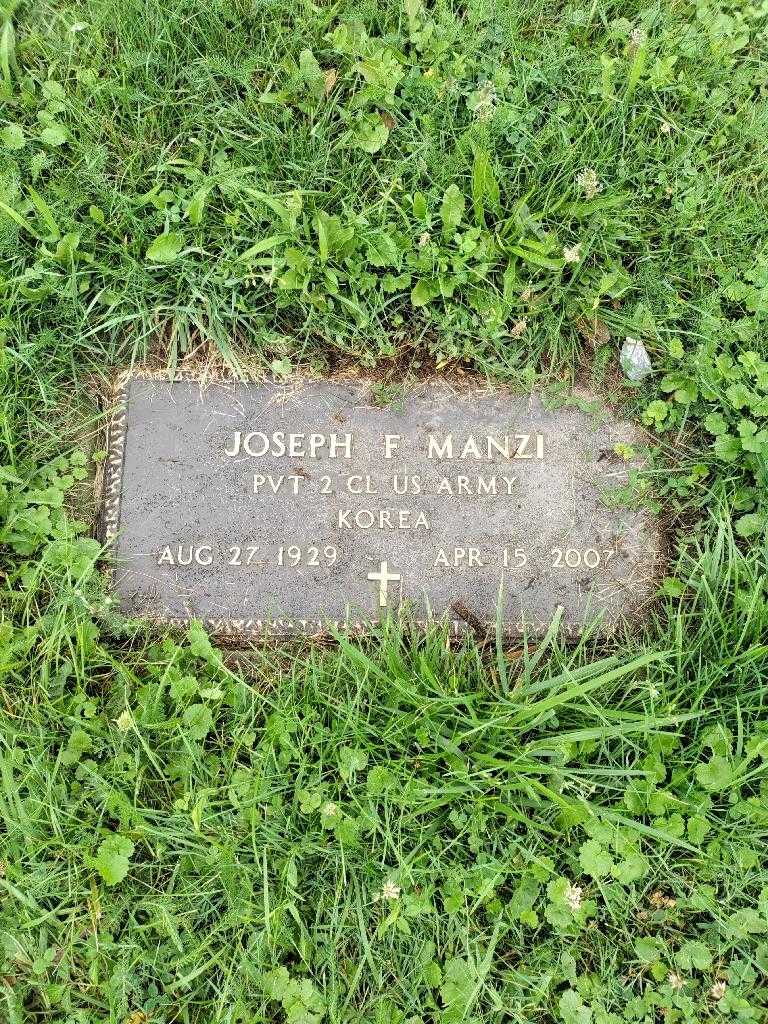 JOSEPH F MANZI
PVT 2 CL US ARMY
KOREA
AUG 27 1929 APR 15 2007